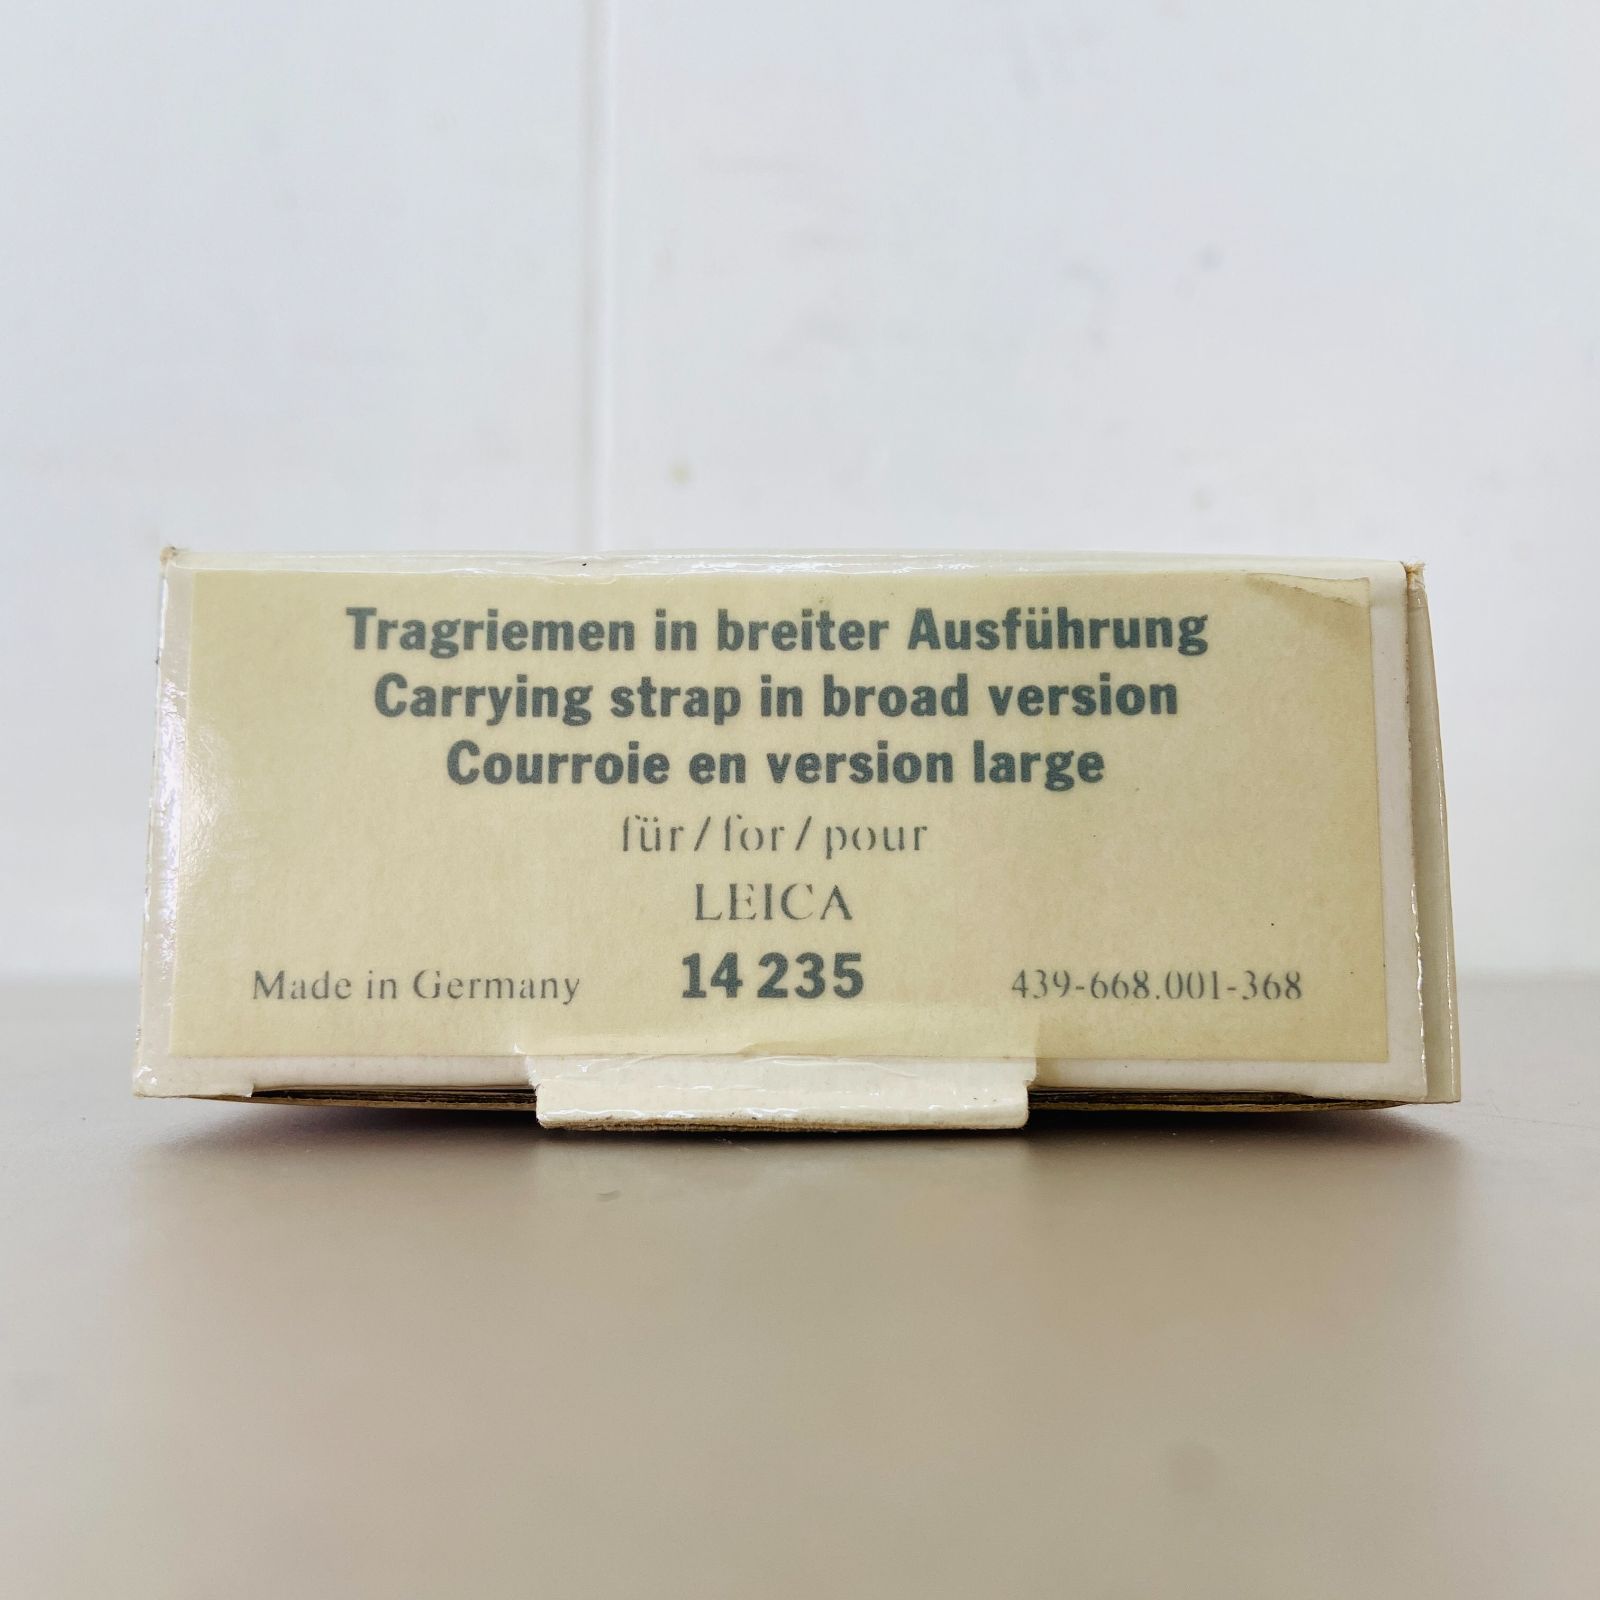 Tragriemen in breiter Ausführung
Carrying strap in broad version
Courroie en version large
für / for / pour
LEICA
Made in Germany 14 235 439-668.001-368